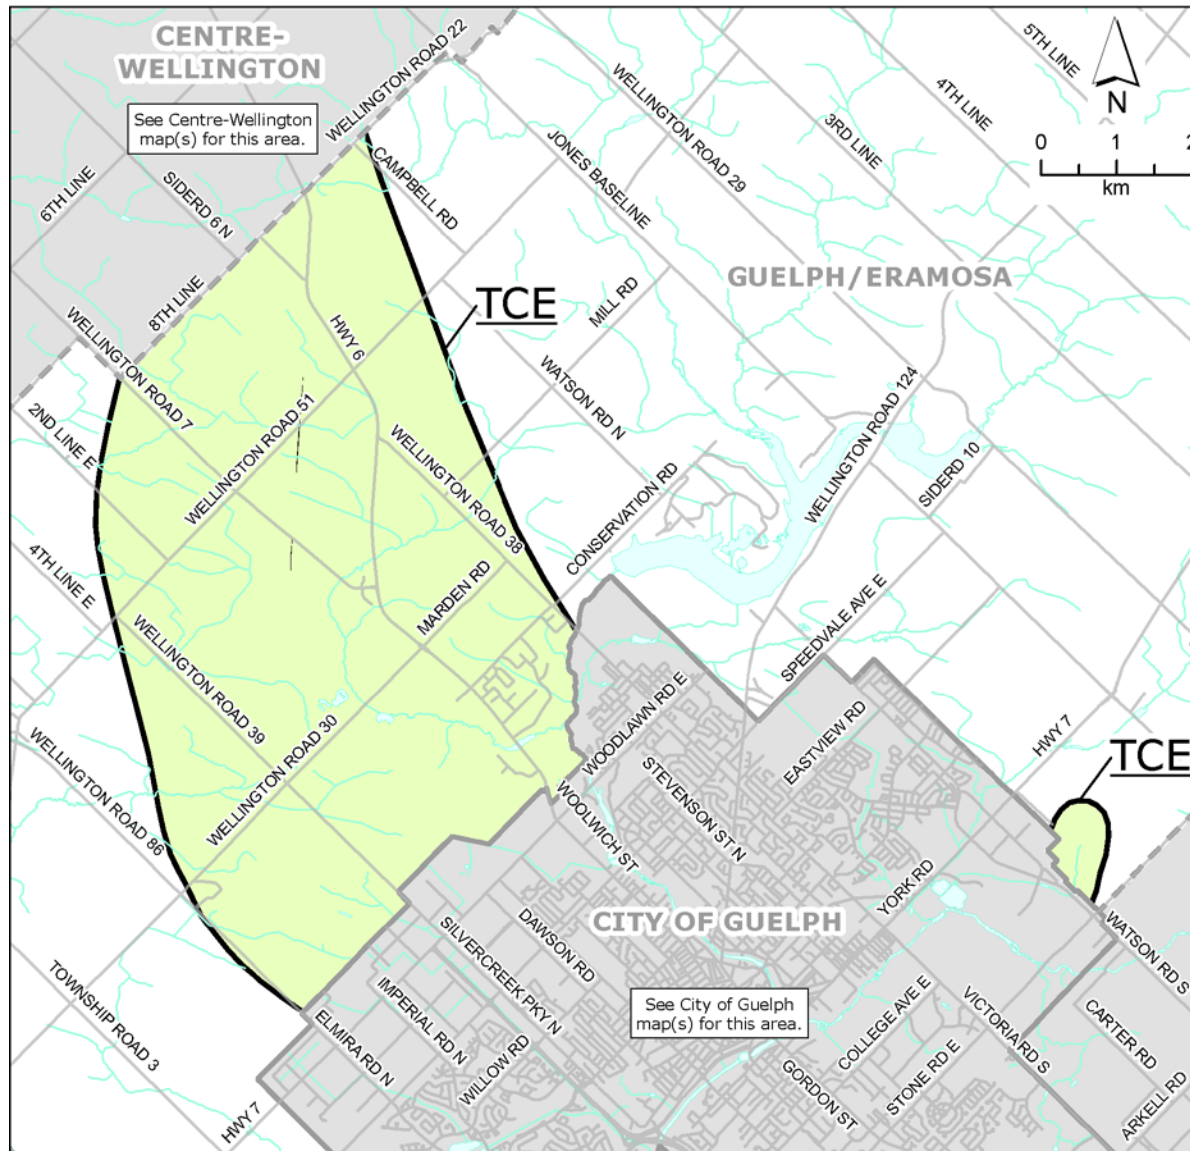 CENTRE-
WELLINGTON
See Centre-Wellington
map(s) for this area.
WELLINGTON ROAD 22
5TH LINE
4TH LINE
3RD LINE
N
0 1 2
km
WELLINGTON ROAD 29
JONES BASELINE
CAMPBELL RD
6TH LINE
SIDERD 6 N
8TH LINE
GUELPH/ERAMOSA
TCE
MILL RD
HWY 6
WELLINGTON ROAD 7
WATSON RD N
WELLINGTON ROAD 124
2ND LINE E
WELLINGTON ROAD 51
WELLINGTON ROAD 38
CONSERVATION RD
SIDERD 10
4TH LINE E
MARDEN RD
SPEEDVALE AVE E
WELLINGTON ROAD 39
WOODLAWN RD E
EASTVIEW RD
HWY 7
WELLINGTON ROAD 30
WELLINGTON ROAD 86
TCE
STEVENSON ST N
WOOLWICH ST
YORK RD
CITY OF GUELPH
DAWSON RD
SILVERCREEK PKY N
WATSON RD S
See City of Guelph
map(s) for this area.
IMPERIAL RD N
ELMIRA RD N
WILLOW RD
TOWNSHIP ROAD 3
HWY 7
COLLEGE AVE E
VICTORIA RD S
CARTER RD
STONE RD E
GORDON ST
ARKELL RD